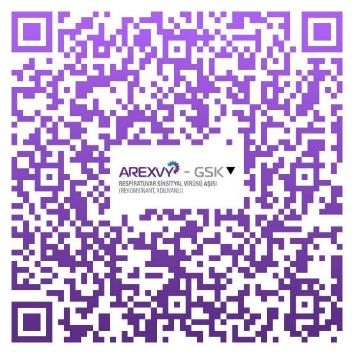 AREXVY - GSK▼
RESPİRATUVAR SİNSİTYAL VİRÜSÜ AŞISI
(REKOMBİNANT, ADJUVANLI)